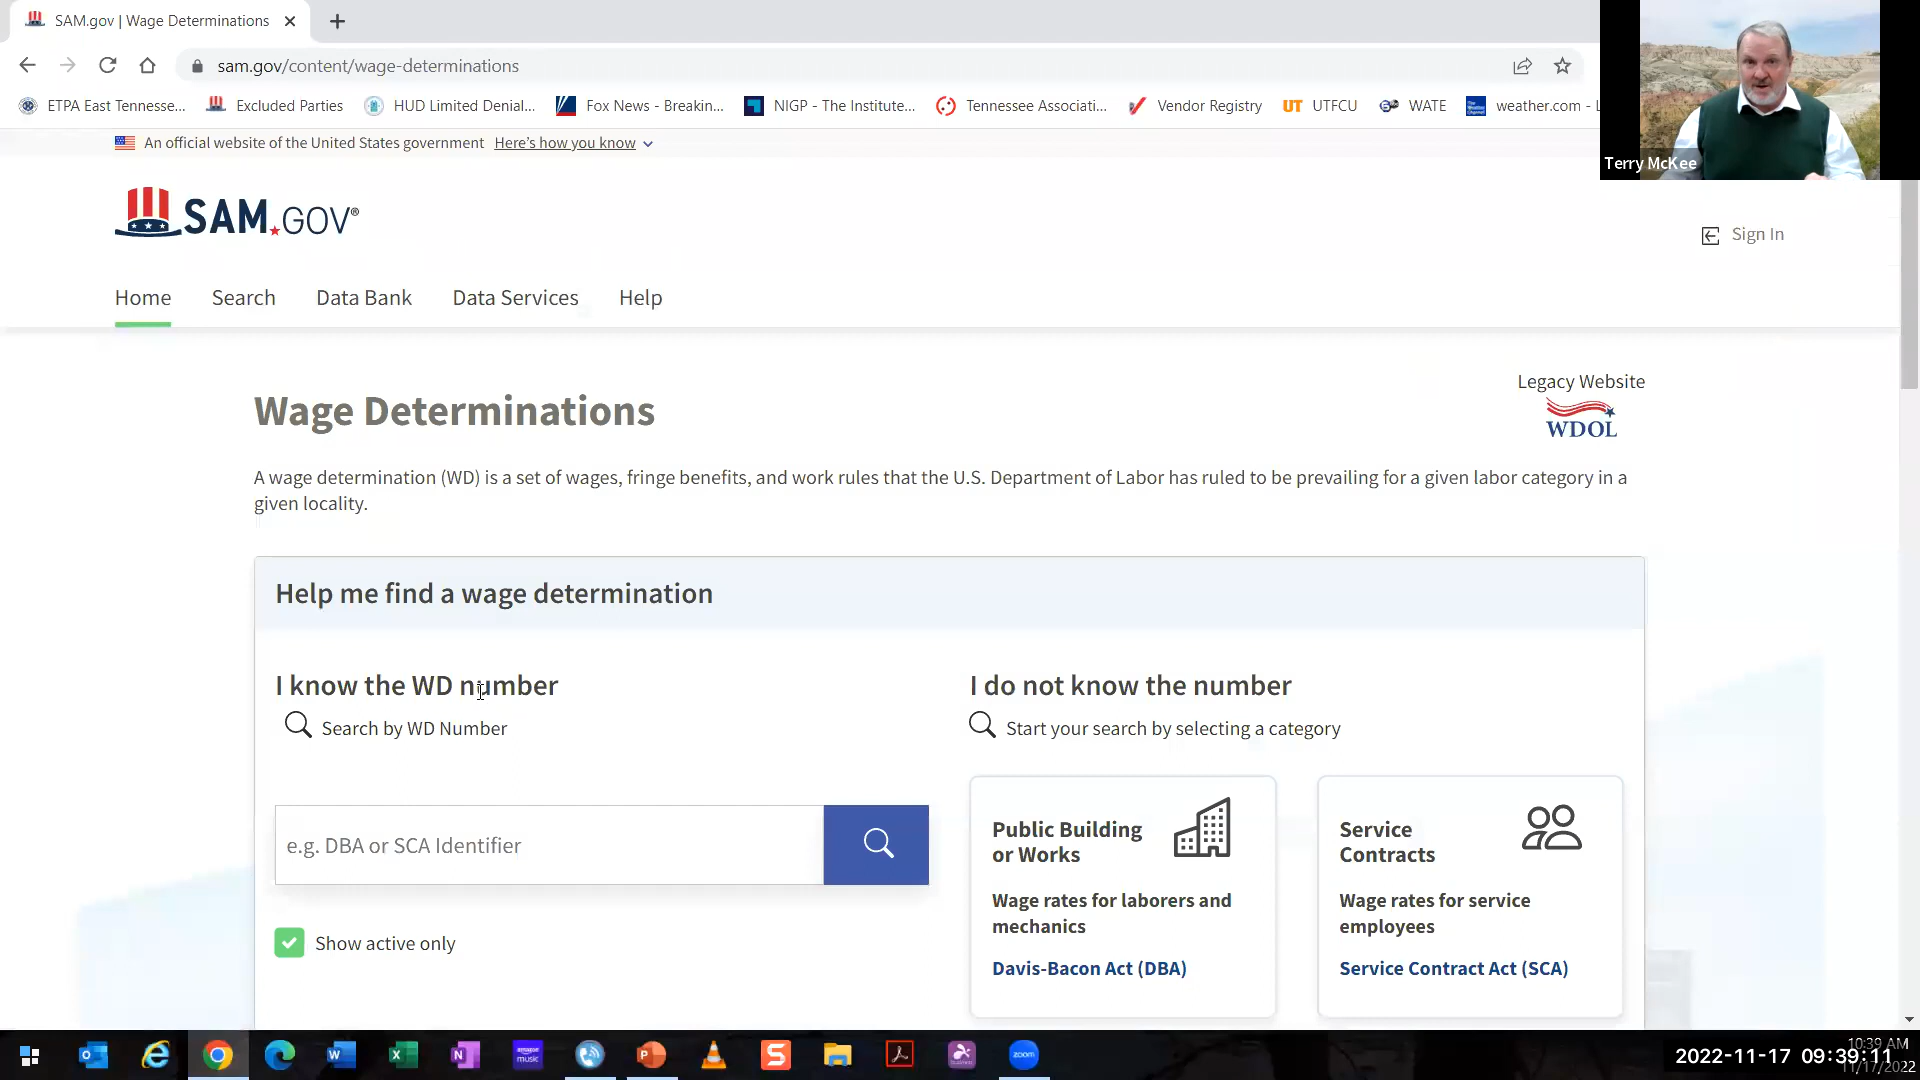 SAM.gov | Wage Determinations
sam.gov/content/wage-determinations
ETPA East Tennesse...
Excluded Parties
HUD Limited Denial...
Fox News - Breakin...
NIGP - The Institute...
Tennessee Associati...
Vendor Registry
UT UTFCU
WATE
weather.com - L
Terry McKee
An official website of the United States government Here's how you know
SAM.GOV®
Sign In
Home Search Data Bank Data Services Help
Legacy Website
WDOL
Wage Determinations
A wage determination (WD) is a set of wages, fringe benefits, and work rules that the U.S. Department of Labor has ruled to be prevailing for a given labor category in a
given locality.
Help me find a wage determination
I know the WD number
Search by WD Number
e.g. DBA or SCA Identifier
Show active only
I do not know the number
Start your search by selecting a category
Public Building
or Works
Wage rates for laborers and
mechanics
Davis-Bacon Act (DBA)
Service
Contracts
Wage rates for service
employees
Service Contract Act (SCA)
amazon
music
zoom
10:39 AM
2022-11-17 09:39:11
11/17/2022